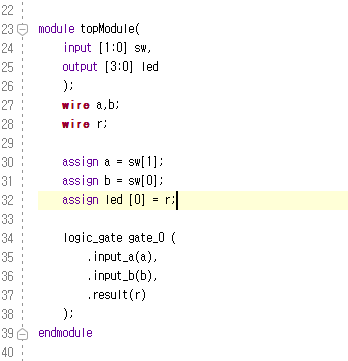 22
23 module topModule(
24 input [1:0] sw,
25 output [3:0] led
26 );
27 wire a,b;
28 wire r;
29
30 assign a = sw[1];
31 assign b = sw[0];
32 assign led [0] = r;
33
34 logic_gate gate_0 (
35 .input_a(a),
36 .input_b(b),
37 .result(r)
38 );
39 endmodule
40